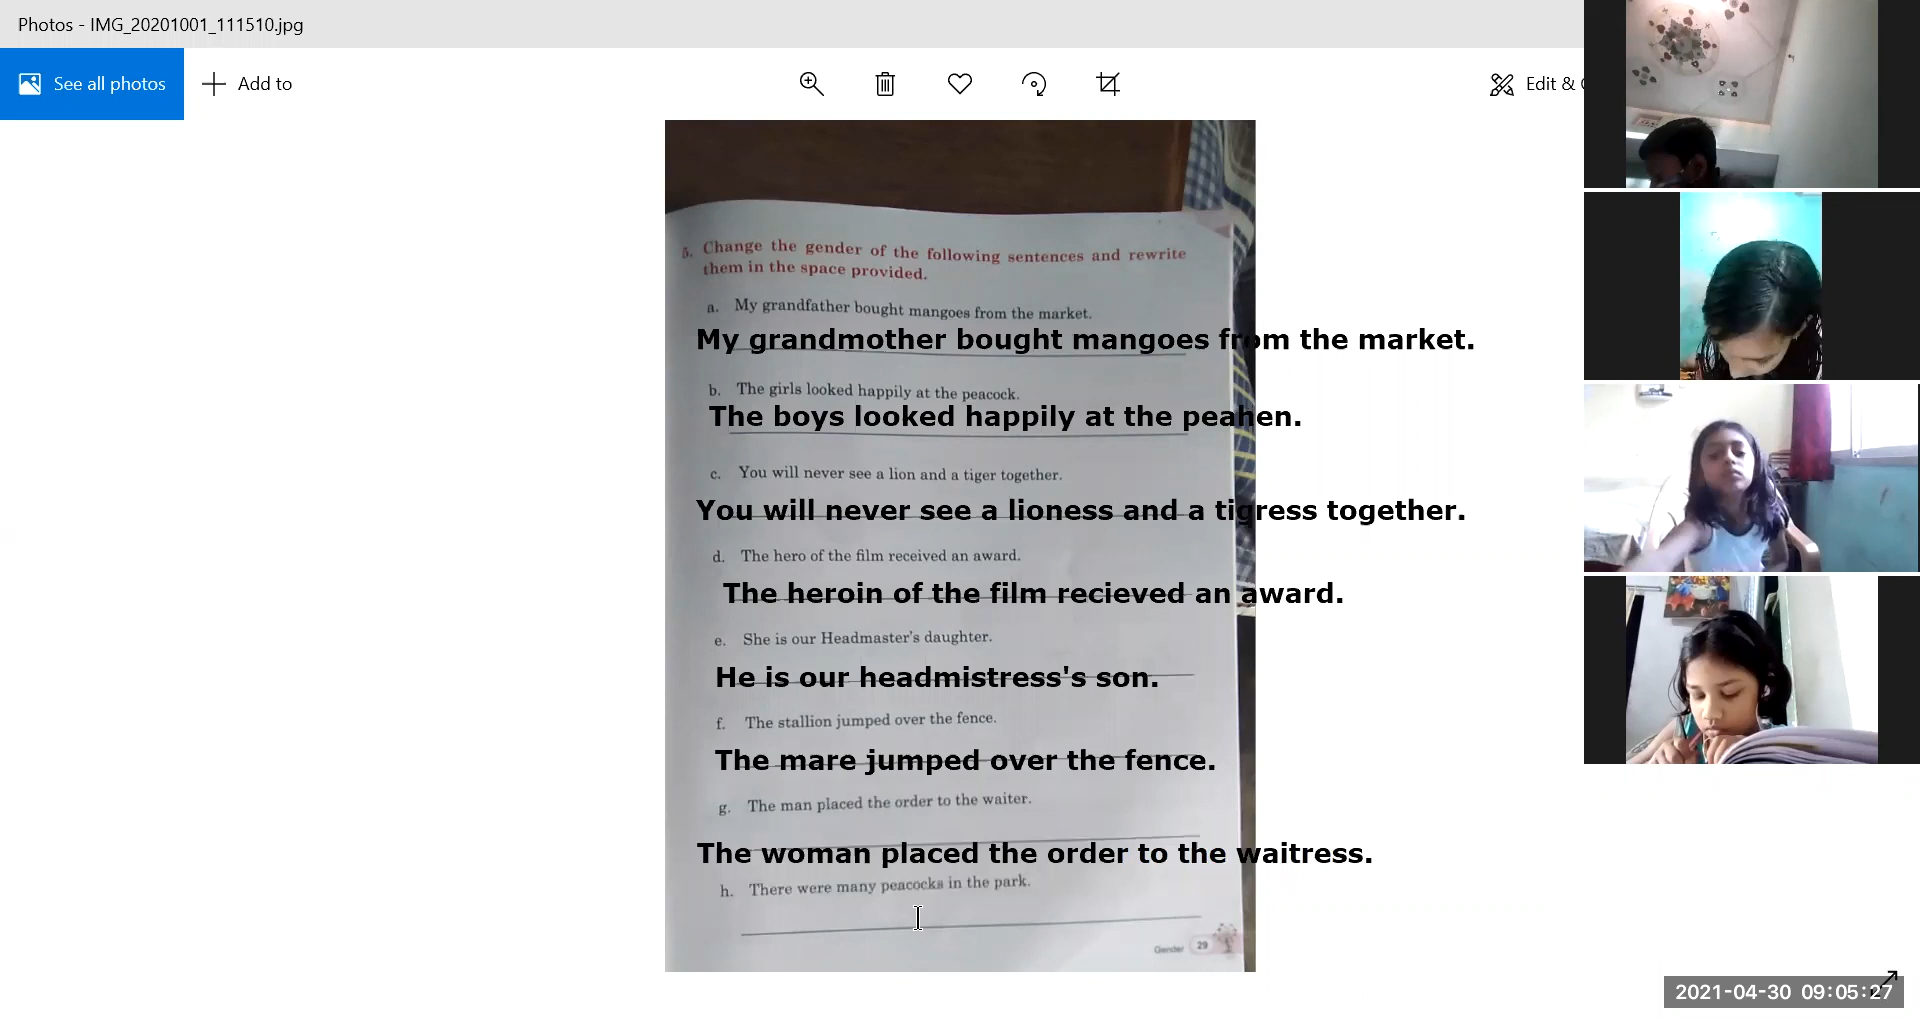 Photos - IMG_20201001_111510.jpg
See all photos
Add to
Edit &
5. Change the gender of the following sentences and rewrite
them in the space provided.
a. My grandfather bought mangoes from the market.
My grandmother bought mangoes from the market.
b. The girls looked happily at the peacock.
The boys looked happily at the peahen.
c. You will never see a lion and a tiger together.
You will never see a lioness and a tigress together.
d. The hero of the film received an award.
The heroin of the film recieved an award.
e. She is our Headmaster's daughter.
He is our headmistress's son.
f. The stallion jumped over the fence.
The mare jumped over the fence.
g. The man placed the order to the waiter.
The woman placed the order to the waitress.
h. There were many peacocks in the park.
Gender 29
2021-04-30 09:05:27